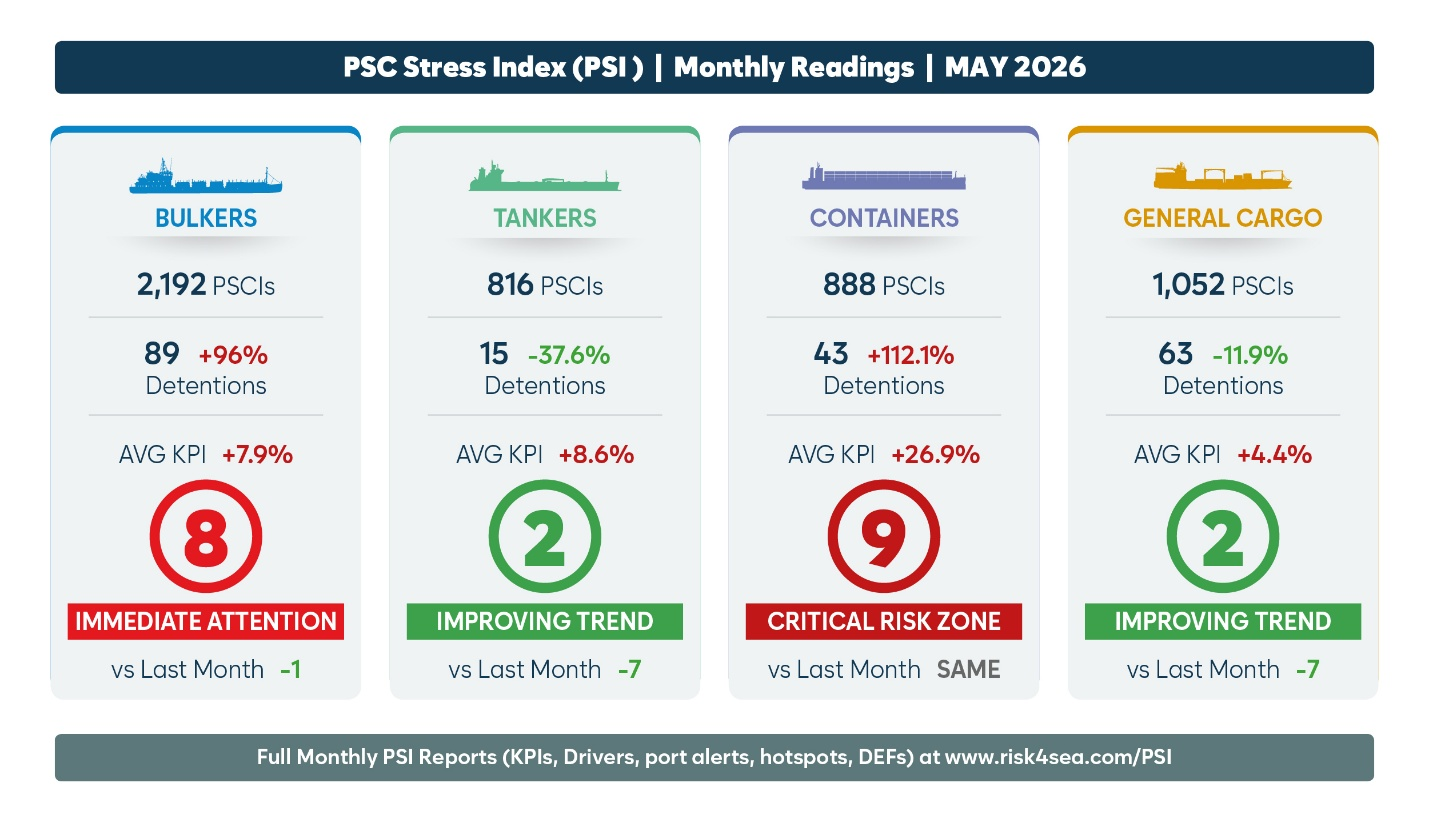 PSC Stress Index (PSI ) | Monthly Readings | MAY 2026
BULKERS
2,192 PSCIs
89 +96%
Detentions
AVG KPI +7.9%
8
IMMEDIATE ATTENTION
vs Last Month -1
TANKERS
816 PSCIs
15 -37.6%
Detentions
AVG KPI +8.6%
2
IMPROVING TREND
vs Last Month -7
CONTAINERS
888 PSCIs
43 +112.1%
Detentions
AVG KPI +26.9%
9
CRITICAL RISK ZONE
vs Last Month SAME
GENERAL CARGO
1,052 PSCIs
63 -11.9%
Detentions
AVG KPI +4.4%
2
IMPROVING TREND
vs Last Month -7
Full Monthly PSI Reports (KPIs, Drivers, port alerts, hotspots, DEFs) at www.risk4sea.com/PSI